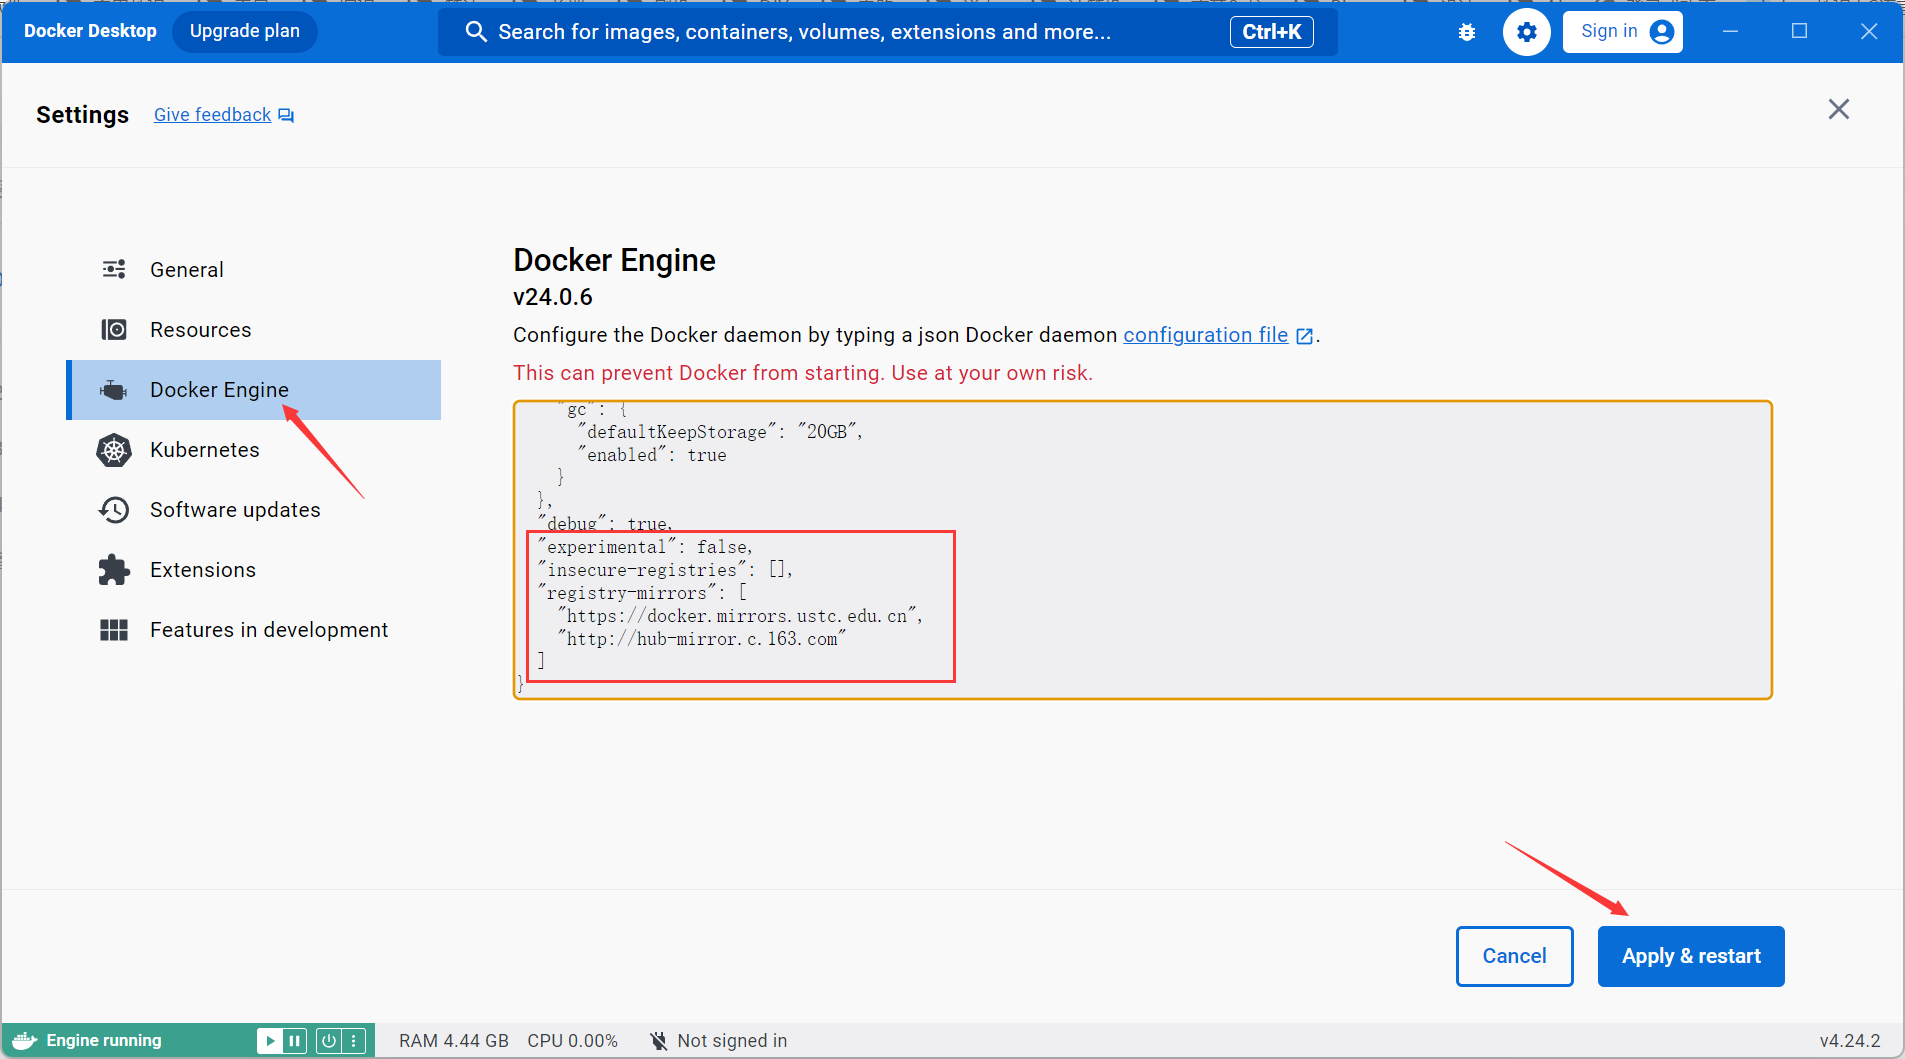 Docker Desktop
Upgrade plan
Search for images, containers, volumes, extensions and more...
Ctrl+K
Sign in
Settings
Give feedback
General
Resources
Docker Engine
Kubernetes
Software updates
Extensions
Features in development
Docker Engine
v24.0.6
Configure the Docker daemon by typing a json Docker daemon configuration file.
This can prevent Docker from starting. Use at your own risk.
"gc": {
"defaultKeepStorage": "20GB",
"enabled": true
}
},
"debug": true,
"experimental": false,
"insecure-registries": [],
"registry-mirrors": [
"https://docker.mirrors.ustc.edu.cn",
"http://hub-mirror.c.163.com"
]
}
Cancel
Apply & restart
Engine running
RAM 4.44 GB
CPU 0.00%
Not signed in
v4.24.2